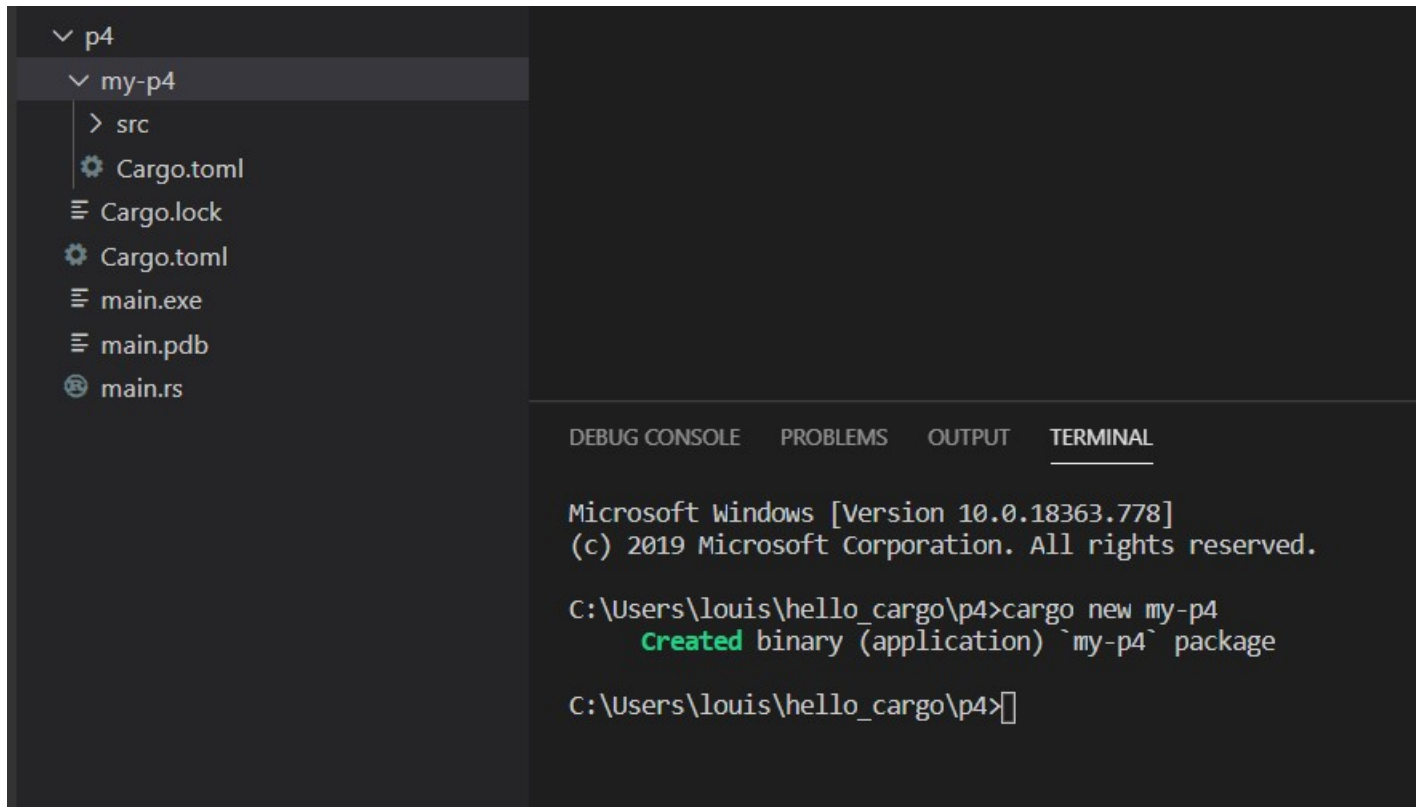 p4
my-p4
src
Cargo.toml
Cargo.lock
Cargo.toml
main.exe
main.pdb
main.rs
DEBUG CONSOLE PROBLEMS OUTPUT TERMINAL
Microsoft Windows [Version 10.0.18363.778]
(c) 2019 Microsoft Corporation. All rights reserved.
C:\Users\louis\hello_cargo\p4>cargo new my-p4
Created binary (application) `my-p4` package
C:\Users\louis\hello_cargo\p4>